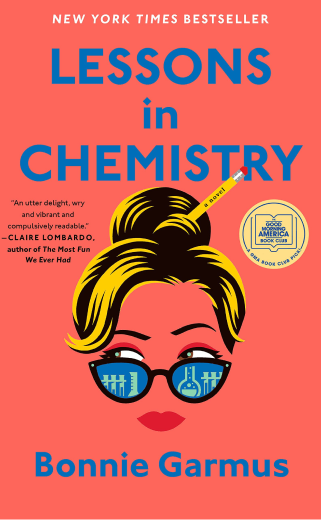 NEW YORK TIMES BESTSELLER
LESSONS
in
CHEMISTRY
a novel
"An utter delight, wry
and vibrant and
compulsively readable."
—CLAIRE LOMBARDO,
author of The Most Fun
We Ever Had
GOOD
MORNING
AMERICA
BOOK CLUB
A GMA BOOK CLUB PICK
Bonnie Garmus